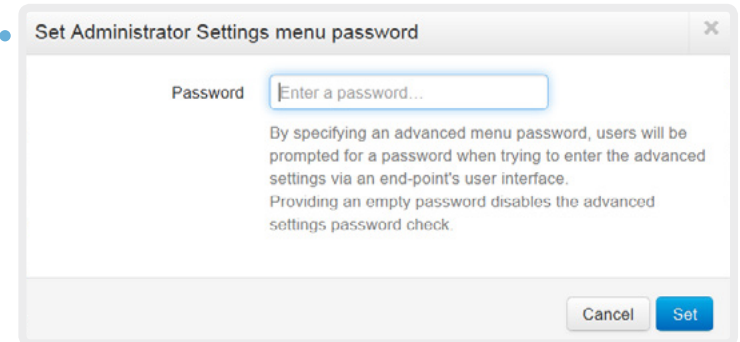 Set Administrator Settings menu password ×
Password Enter a password...
By specifying an advanced menu password, users will be
prompted for a password when trying to enter the advanced
settings via an end-point's user interface.
Providing an empty password disables the advanced
settings password check.
Cancel Set